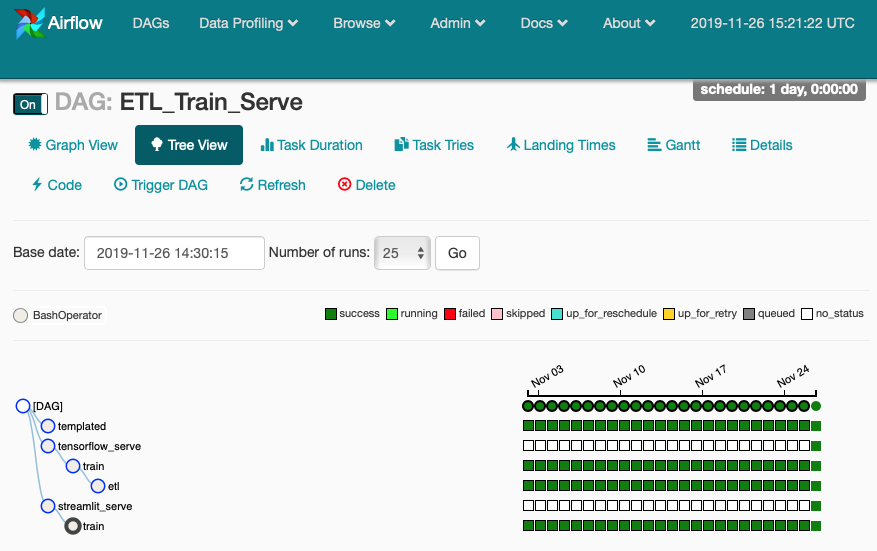 Airflow DAGs Data Profiling Browse Admin Docs About 2019-11-26 15:21:22 UTC
schedule: 1 day, 0:00:00
On DAG: ETL_Train_Serve
Graph View Tree View Task Duration Task Tries Landing Times Gantt Details
Code Trigger DAG Refresh Delete
Base date: 2019-11-26 14:30:15 Number of runs: 25 Go
BashOperator success running failed skipped up_for_reschedule up_for_retry queued no_status
Nov 03 Nov 10 Nov 17 Nov 24
[DAG]
templated
tensorflow_serve
train
etl
streamlit_serve
train